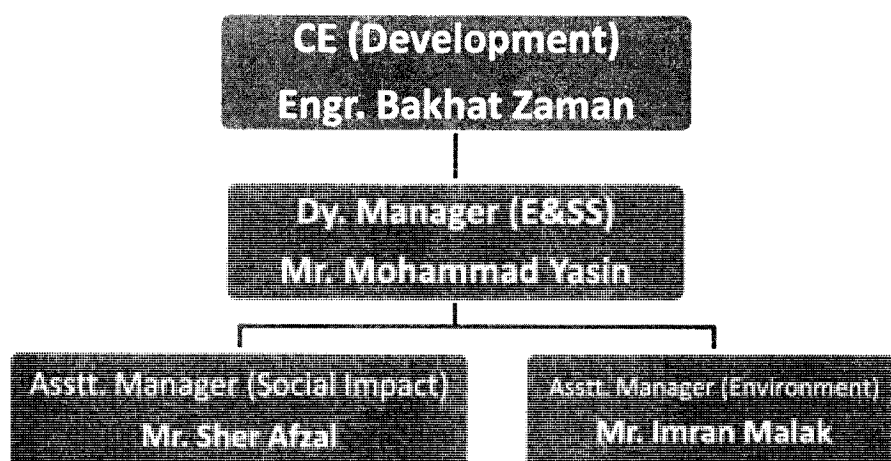 CE (Development)
Engr. Bakhat Zaman
Dy. Manager (E&SS)
Mr. Mohammad Yasin
Asstt. Manager (Social Impact)
Mr. Sher Afzal
Asstt. Manager (Environment)
Mr. Imran Malak